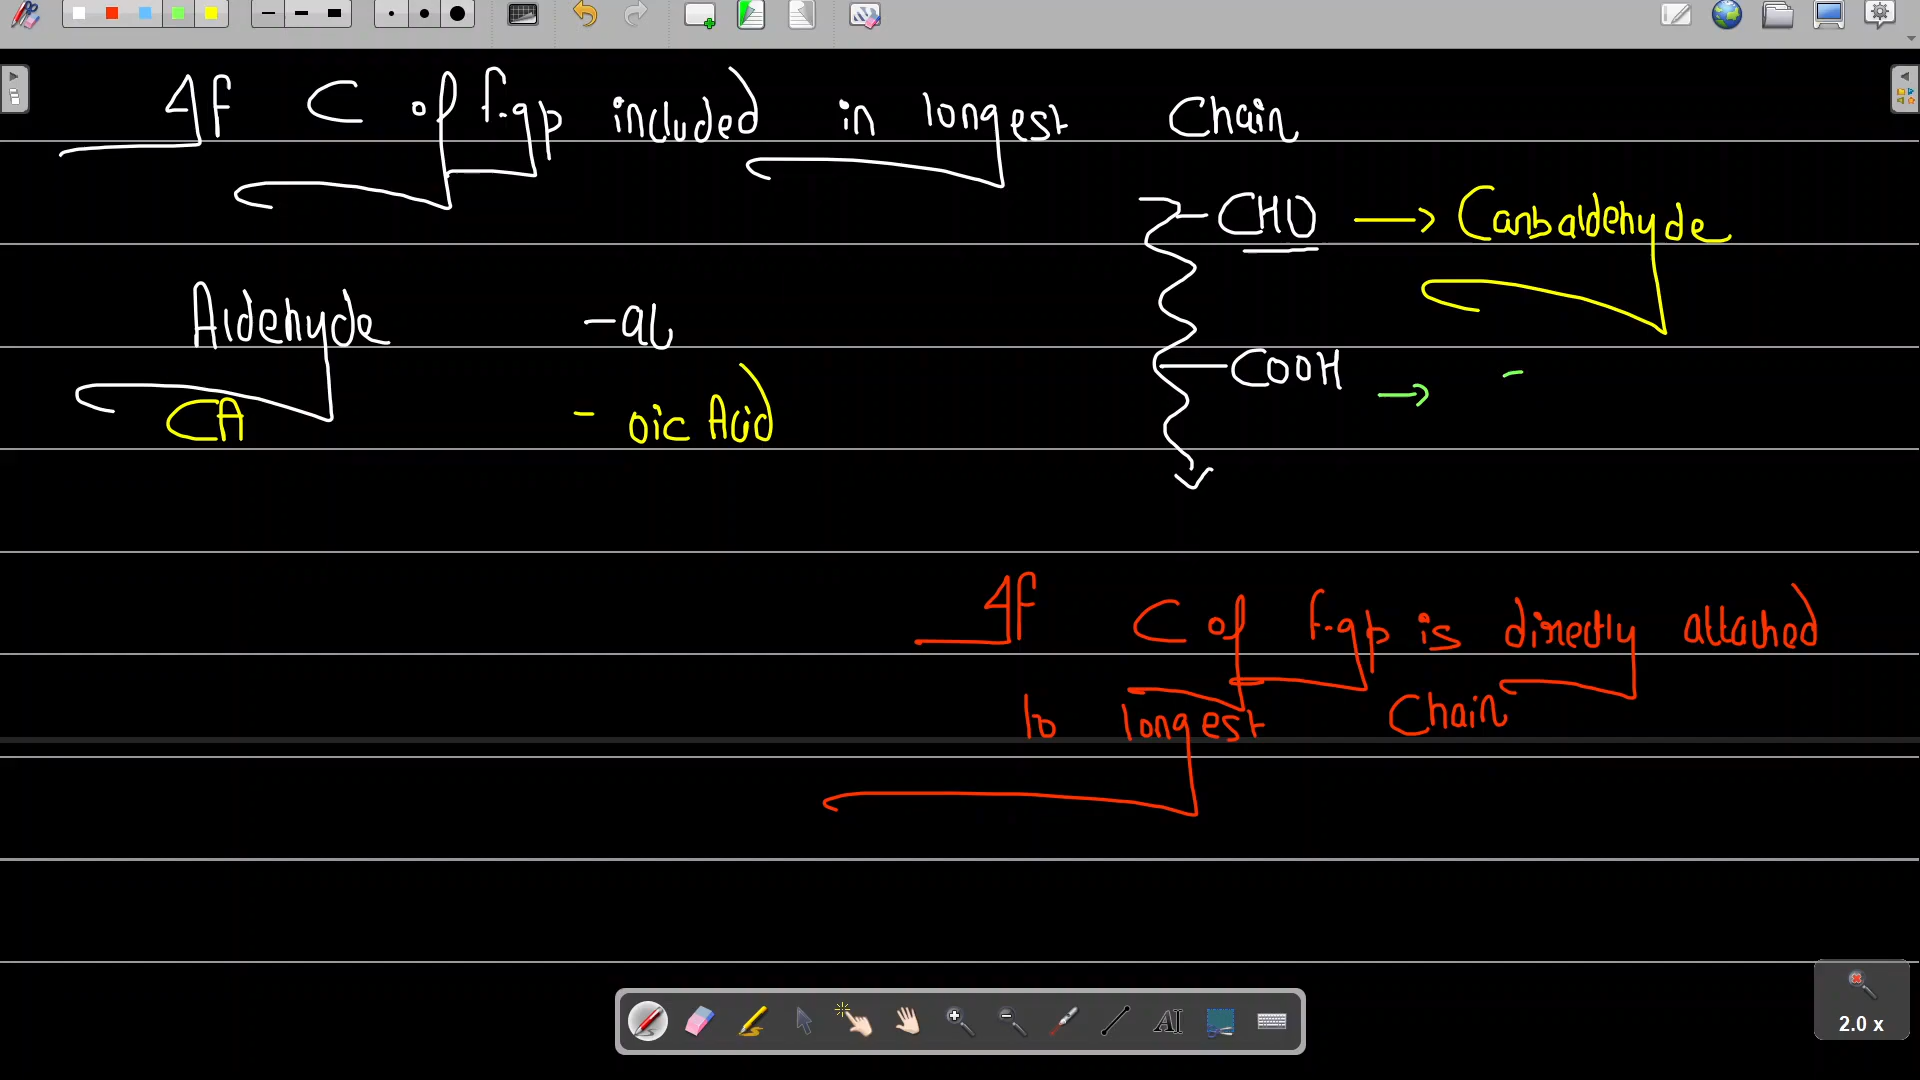 If C of f.gp included in longest Chain
CHO → Carbaldehyde
Aldehyde -al
COOH → -
CA - oic Acid
If C of f.gp is directly attached
to longest Chain
AI
2.0 x